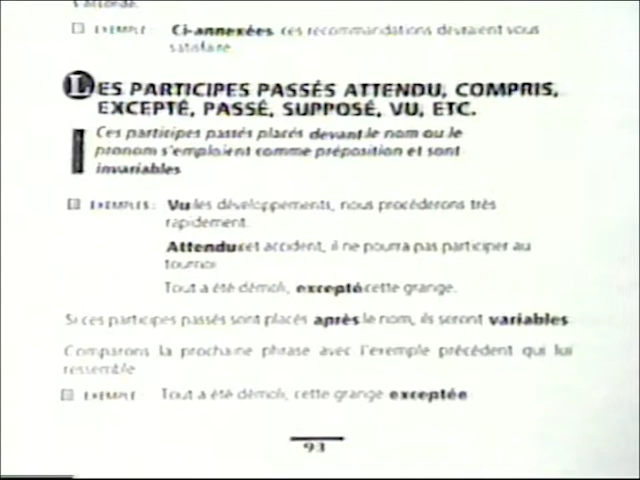 s'accorde.
EXEMPLE: Ci-annexées, ces recommandations devraient vous
satisfaire.
LES PARTICIPES PASSÉS ATTENDU, COMPRIS,
EXCEPTÉ, PASSÉ, SUPPOSÉ, VU, ETC.
Ces participes passés placés devant le nom ou le
pronom s'emploient comme préposition et sont
invariables
EXEMPLES: Vu les développements, nous procéderons très
rapidement.
Attendu cet accident, il ne pourra pas participer au
tournoi.
Tout a été démoli, excepté cette grange.
Si ces participes passés sont placés après le nom, ils seront variables
Comparons la prochaine phrase avec l'exemple précédent qui lui
ressemble
EXEMPLE: Tout a été démoli, cette grange exceptée
93